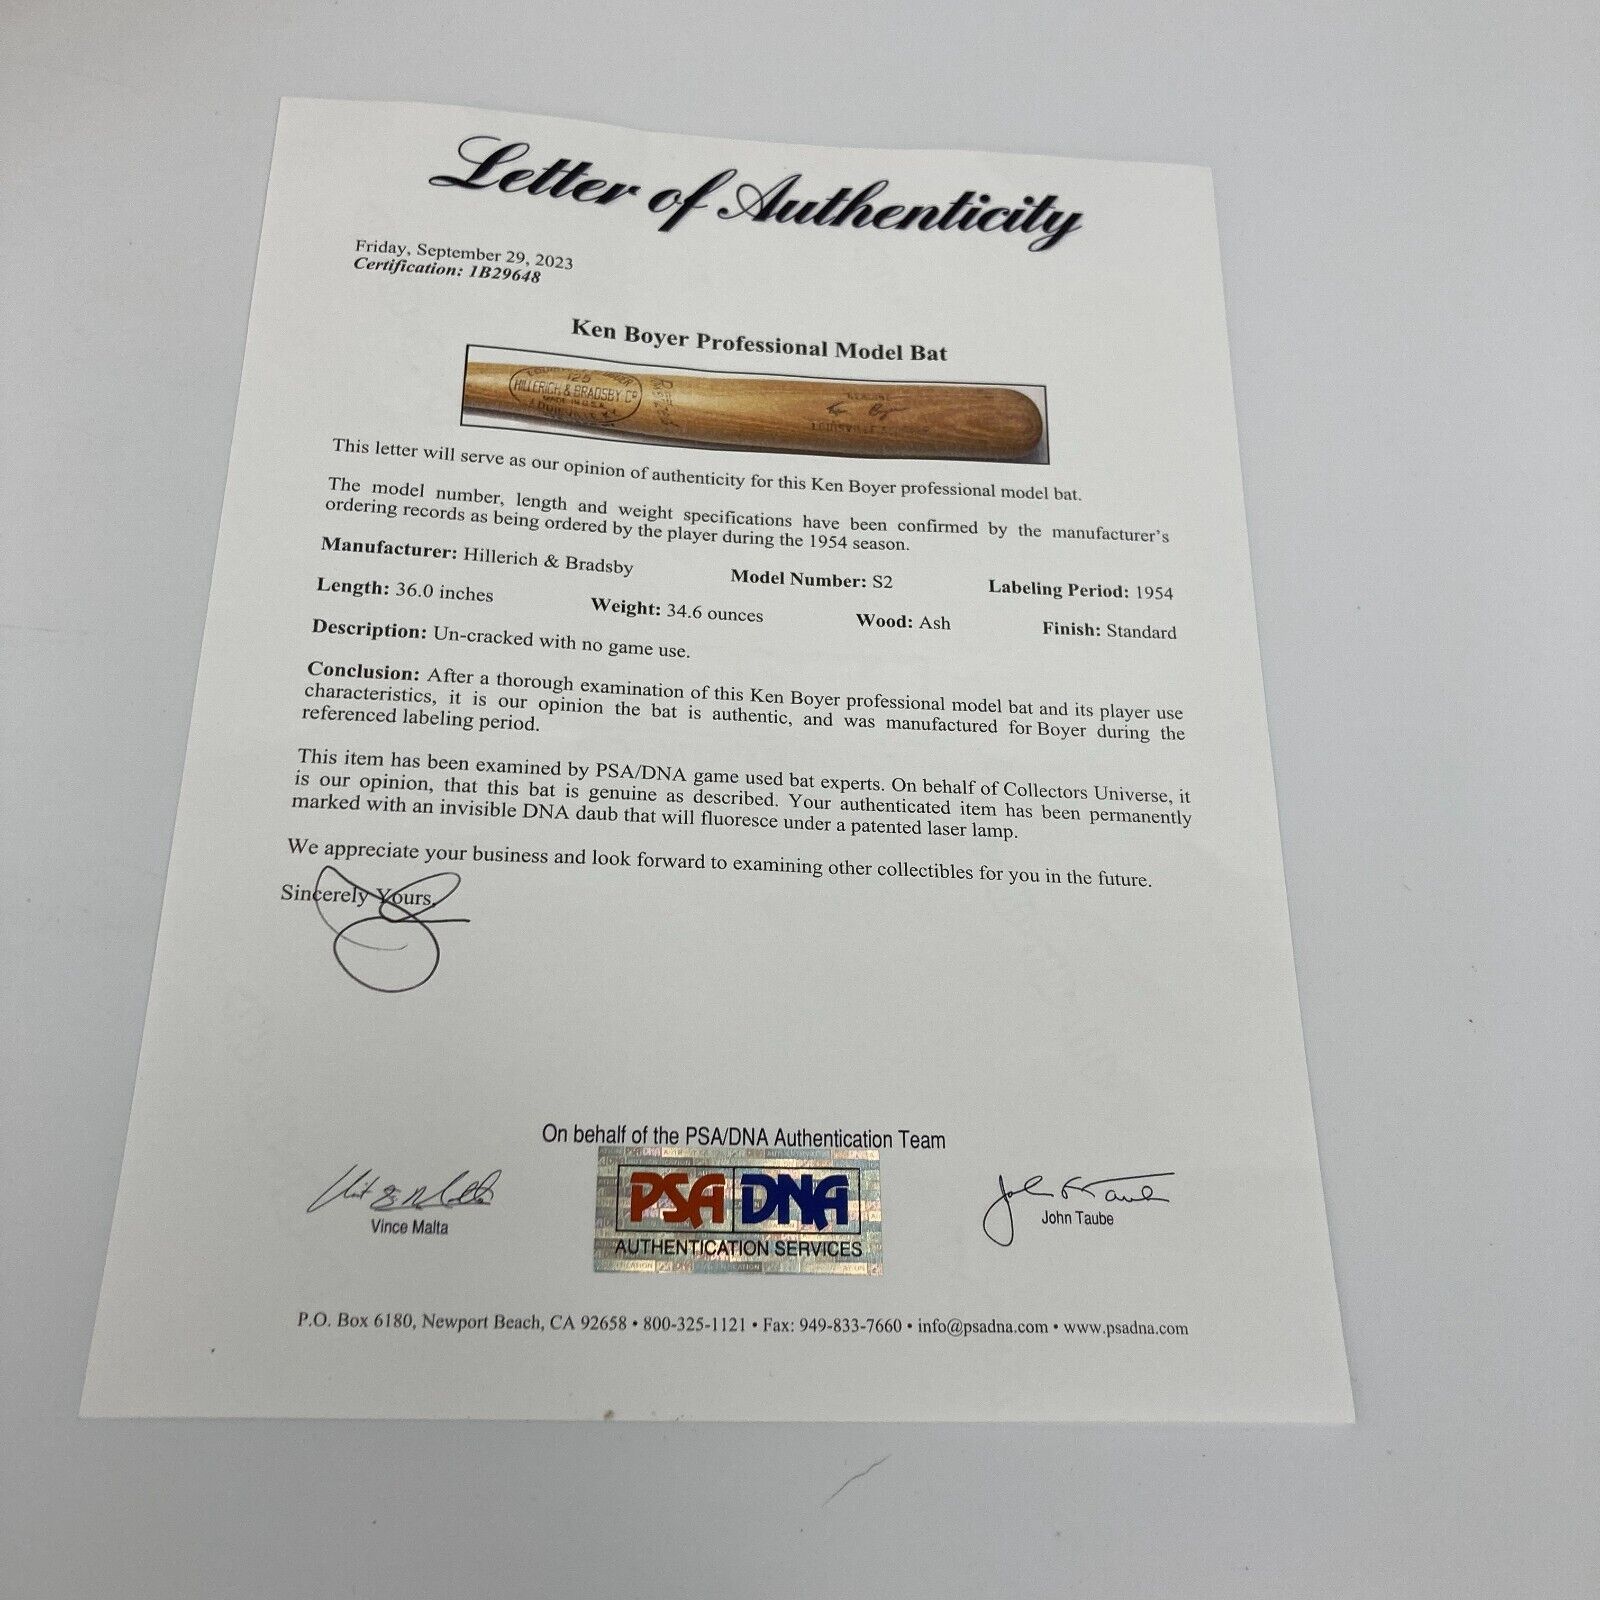 Letter of Authenticity
Friday, September 29, 2023
Certification: 1B29648
Ken Boyer Professional Model Bat
125
HILLERICH & BRADSBY Cº
MADE IN U.S.A.
LOUISVILLE KY
This letter will serve as our opinion of authenticity for this Ken Boyer professional model bat.
The model number, length and weight specifications have been confirmed by the manufacturer's
ordering records as being ordered by the player during the 1954 season.
Manufacturer: Hillerich & Bradsby Model Number: S2 Labeling Period: 1954
Length: 36.0 inches Weight: 34.6 ounces Wood: Ash Finish: Standard
Description: Un-cracked with no game use.
Conclusion: After a thorough examination of this Ken Boyer professional model bat and its player use
characteristics, it is our opinion the bat is authentic, and was manufactured for Boyer during the
referenced labeling period.
This item has been examined by PSA/DNA game used bat experts. On behalf of Collectors Universe, it
is our opinion, that this bat is genuine as described. Your authenticated item has been permanently
marked with an invisible DNA daub that will fluoresce under a patented laser lamp.
We appreciate your business and look forward to examining other collectibles for you in the future.
Sincerely Yours,
On behalf of the PSA/DNA Authentication Team
PSA DNA
AUTHENTICATION SERVICES
Vince Malta
John Taube
P.O. Box 6180, Newport Beach, CA 92658 • 800-325-1121 • Fax: 949-833-7660 • info@psadna.com • www.psadna.com